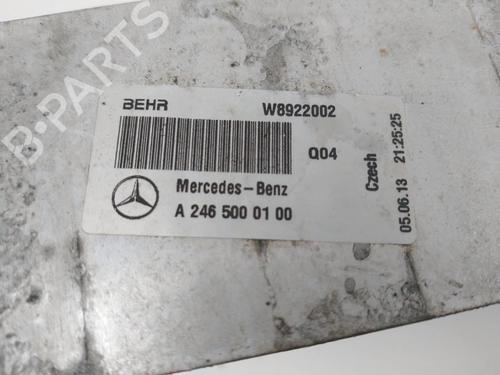 BEHR W8922002
Q04
Mercedes-Benz
A 246 500 01 00
Czech
05.06.13 21:25:25
B-PARTS